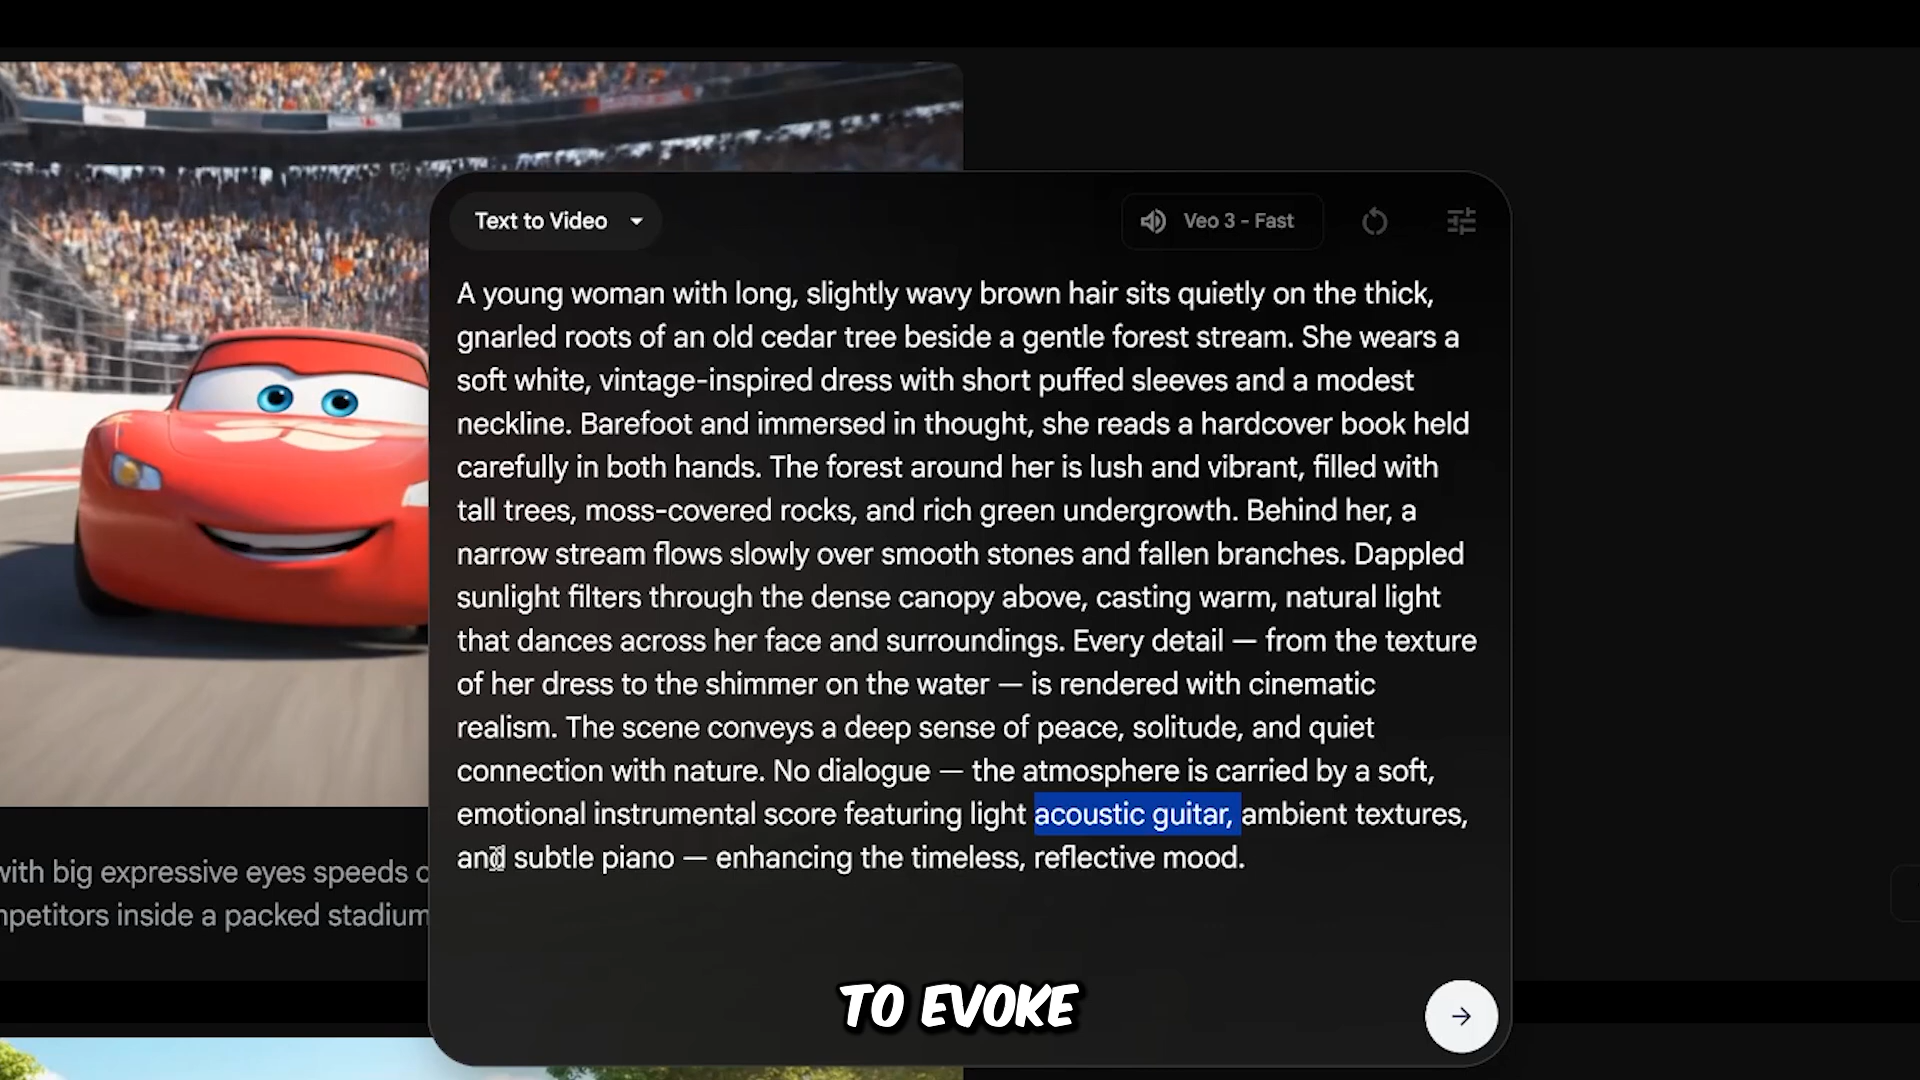 Text to Video
Veo 3 - Fast
A young woman with long, slightly wavy brown hair sits quietly on the thick,
gnarled roots of an old cedar tree beside a gentle forest stream. She wears a
soft white, vintage-inspired dress with short puffed sleeves and a modest
neckline. Barefoot and immersed in thought, she reads a hardcover book held
carefully in both hands. The forest around her is lush and vibrant, filled with
tall trees, moss-covered rocks, and rich green undergrowth. Behind her, a
narrow stream flows slowly over smooth stones and fallen branches. Dappled
sunlight filters through the dense canopy above, casting warm, natural light
that dances across her face and surroundings. Every detail — from the texture
of her dress to the shimmer on the water — is rendered with cinematic
realism. The scene conveys a deep sense of peace, solitude, and quiet
connection with nature. No dialogue — the atmosphere is carried by a soft,
emotional instrumental score featuring light acoustic guitar, ambient textures,
and subtle piano — enhancing the timeless, reflective mood.
with big expressive eyes speeds
inside a packed stadium
TO EVOKE